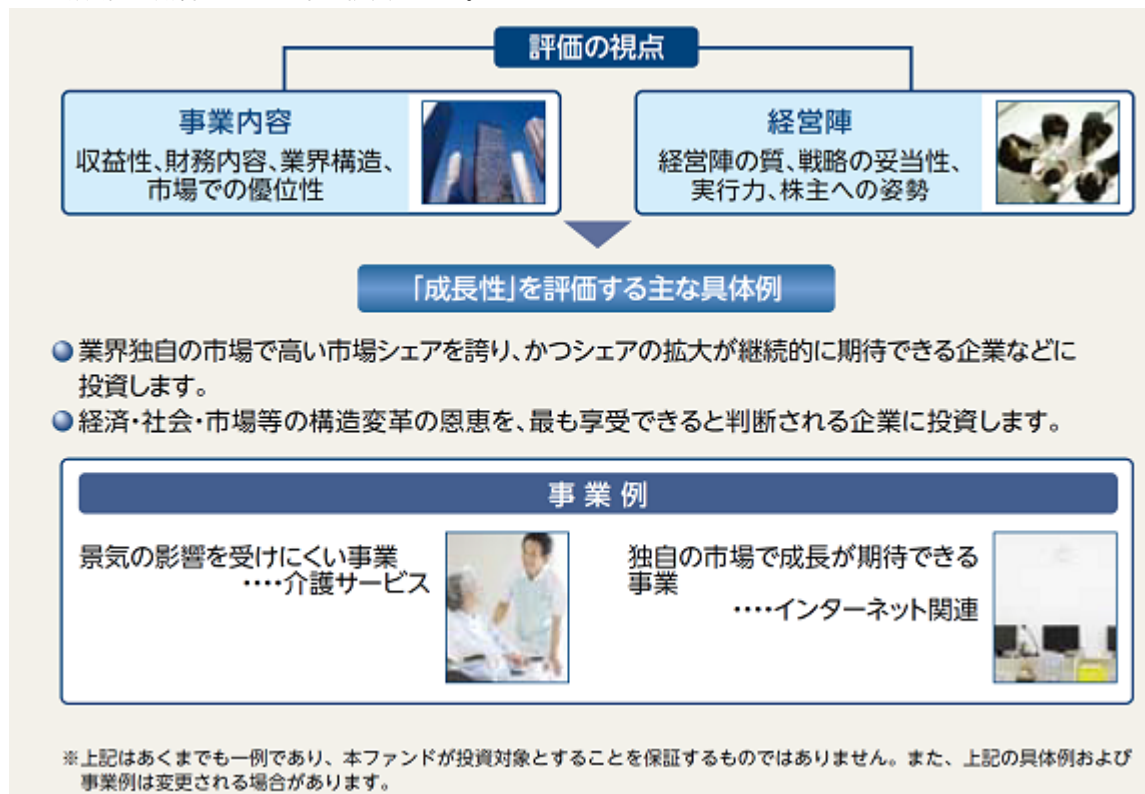 評価の視点
事業内容
収益性、財務内容、業界構造、
市場での優位性
経営陣
経営陣の質、戦略の妥当性、
実行力、株主への姿勢
「成長性」を評価する主な具体例
業界独自の市場で高い市場シェアを誇り、かつシェアの拡大が継続的に期待できる企業などに
投資します。
経済・社会・市場等の構造変革の恩恵を、最も享受できると判断される企業に投資します。
事業例
景気の影響を受けにくい事業
‥‥介護サービス
独自の市場で成長が期待できる
事業
‥‥インターネット関連
※上記はあくまでも一例であり、本ファンドが投資対象とすることを保証するものではありません。また、上記の具体例および
事業例は変更される場合があります。